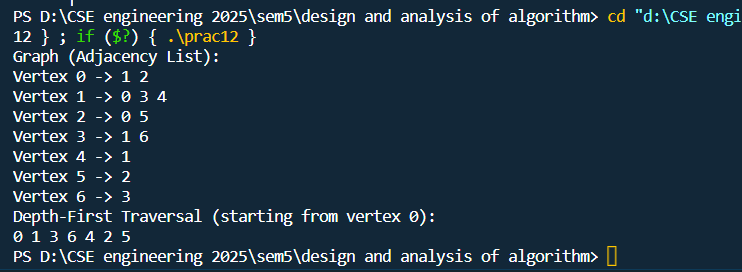 PS D:\CSE engineering 2025\sem5\design and analysis of algorithm> cd "d:\CSE engi
12 } ; if ($?) { .\prac12 }
Graph (Adjacency List):
Vertex 0 -> 1 2
Vertex 1 -> 0 3 4
Vertex 2 -> 0 5
Vertex 3 -> 1 6
Vertex 4 -> 1
Vertex 5 -> 2
Vertex 6 -> 3
Depth-First Traversal (starting from vertex 0):
0 1 3 6 4 2 5
PS D:\CSE engineering 2025\sem5\design and analysis of algorithm>